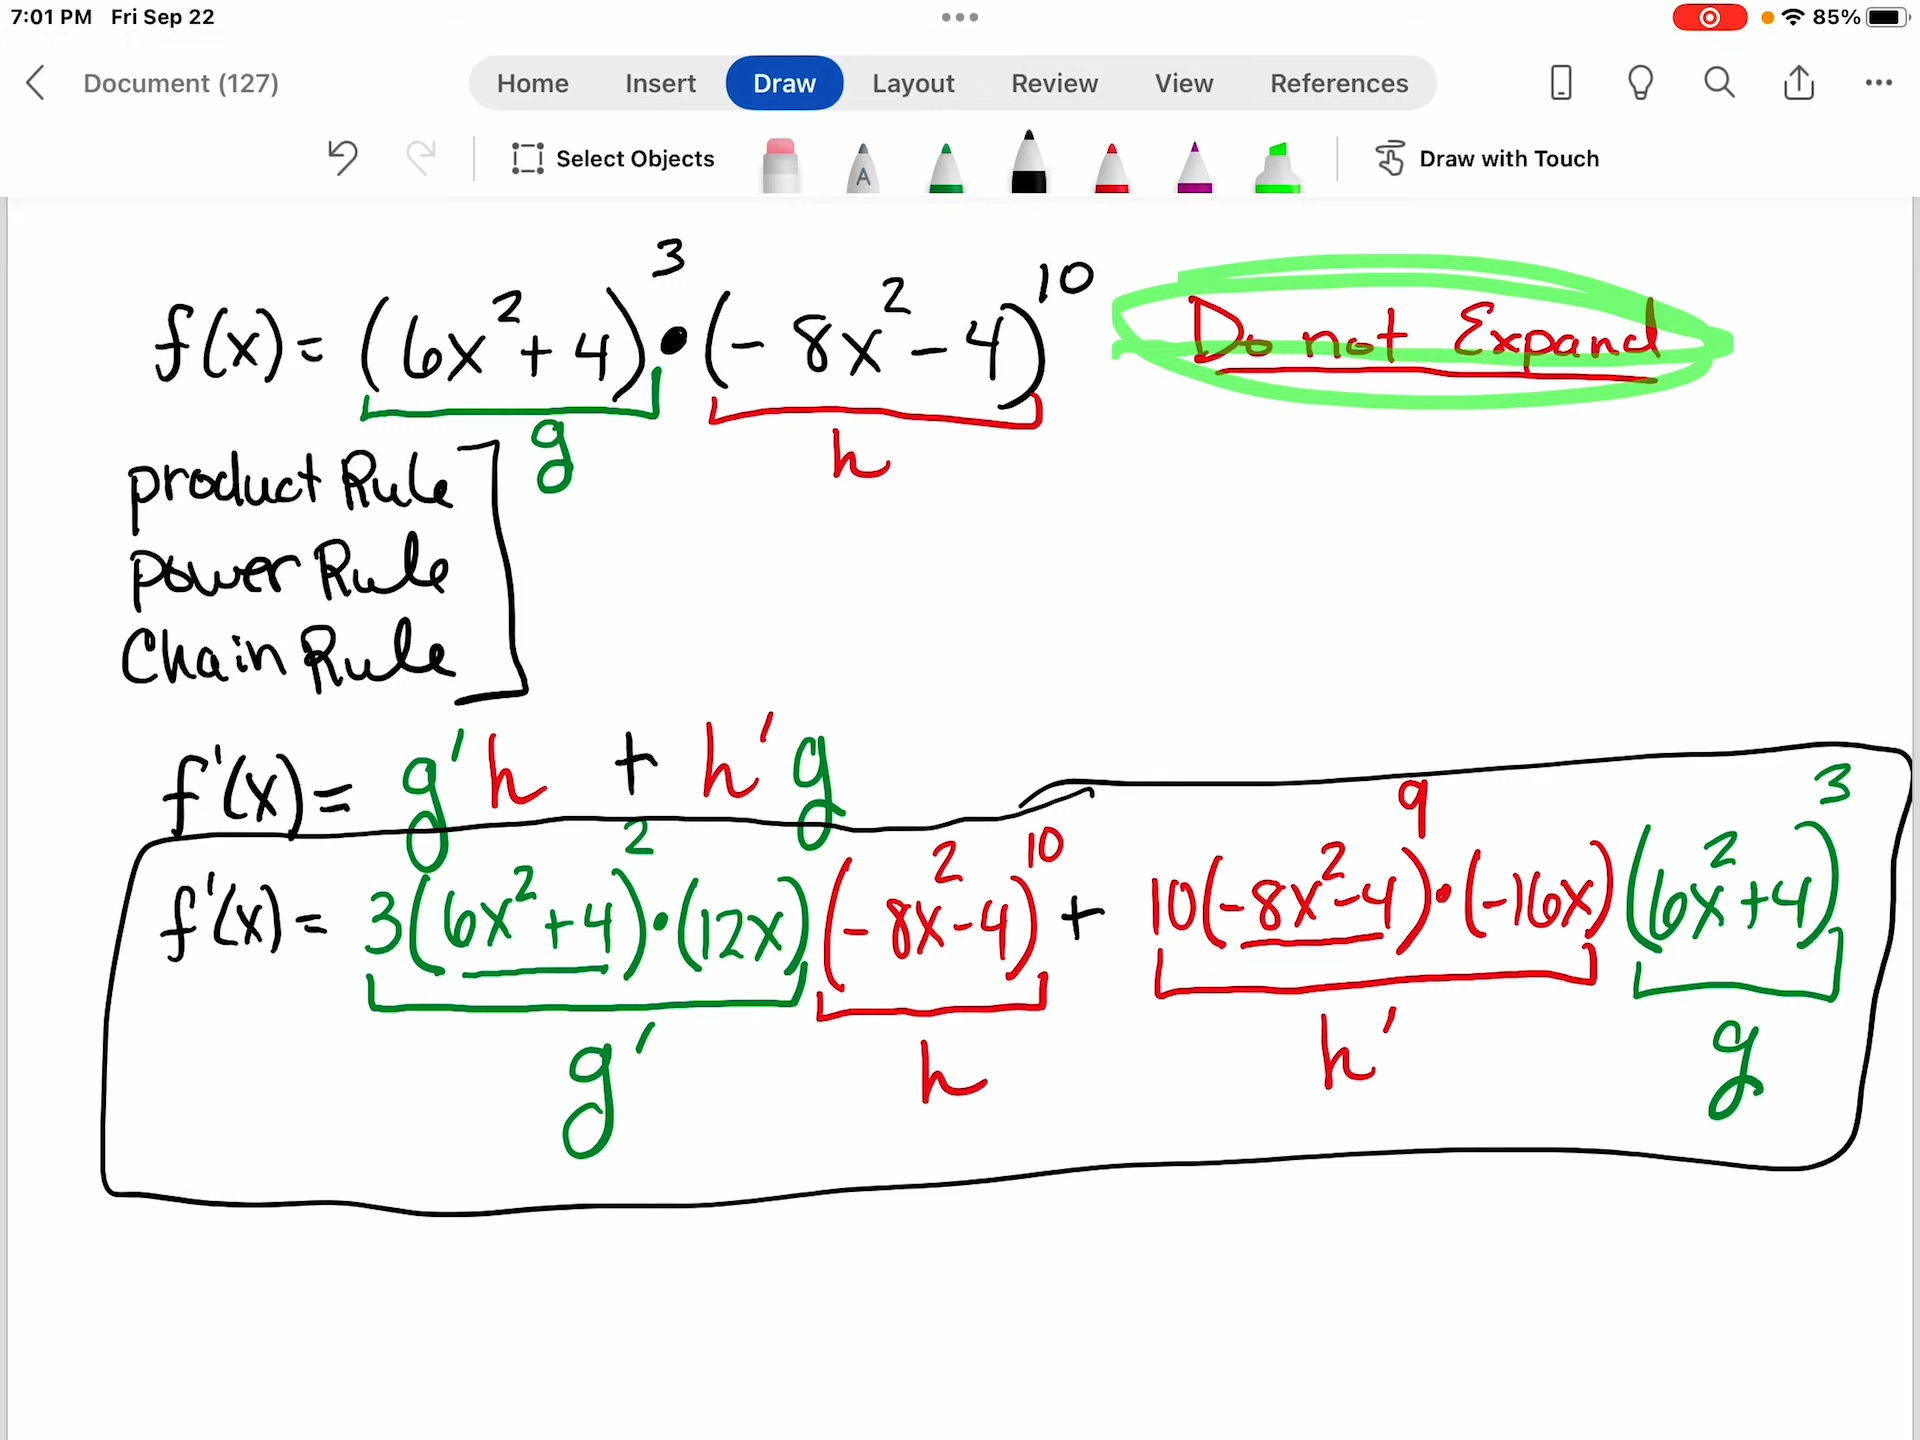 7:01 PM Fri Sep 22 85%
Document (127) Home Insert Draw Layout Review View References
Select Objects A Draw with Touch
f(x) = (6x² + 4)³ • (-8x² - 4)¹⁰ Do not Expand
g h
product Rule
power Rule
Chain Rule
f'(x) = g'h + h'g
f'(x) = 3(6x² + 4)² • (12x)(-8x² - 4)¹⁰ + 10(-8x² - 4)⁹ • (-16x)(6x² + 4)³
g' h h' g